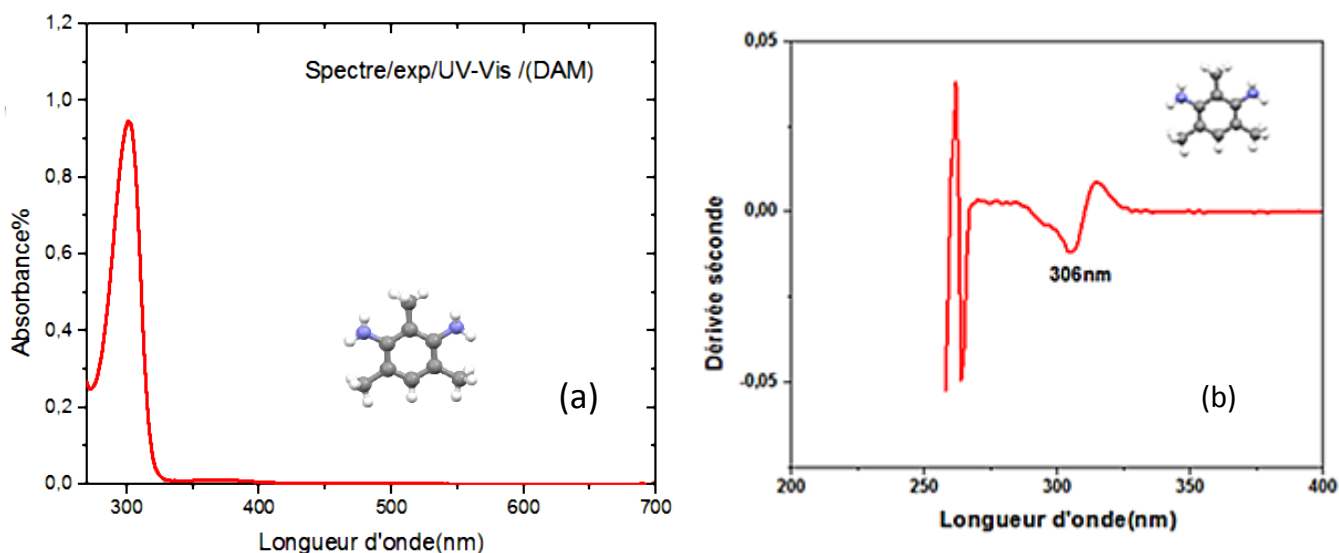 1,2
1,0
0,8
0,6
0,4
0,2
0,0
Absorbance%
Spectre/exp/UV-Vis /(DAM)
(a)
300 400 500 600 700
Longueur d'onde(nm)
0,05
0,00
-0,05
Dérivée séconde
306nm
(b)
200 250 300 350 400
Longueur d'onde(nm)